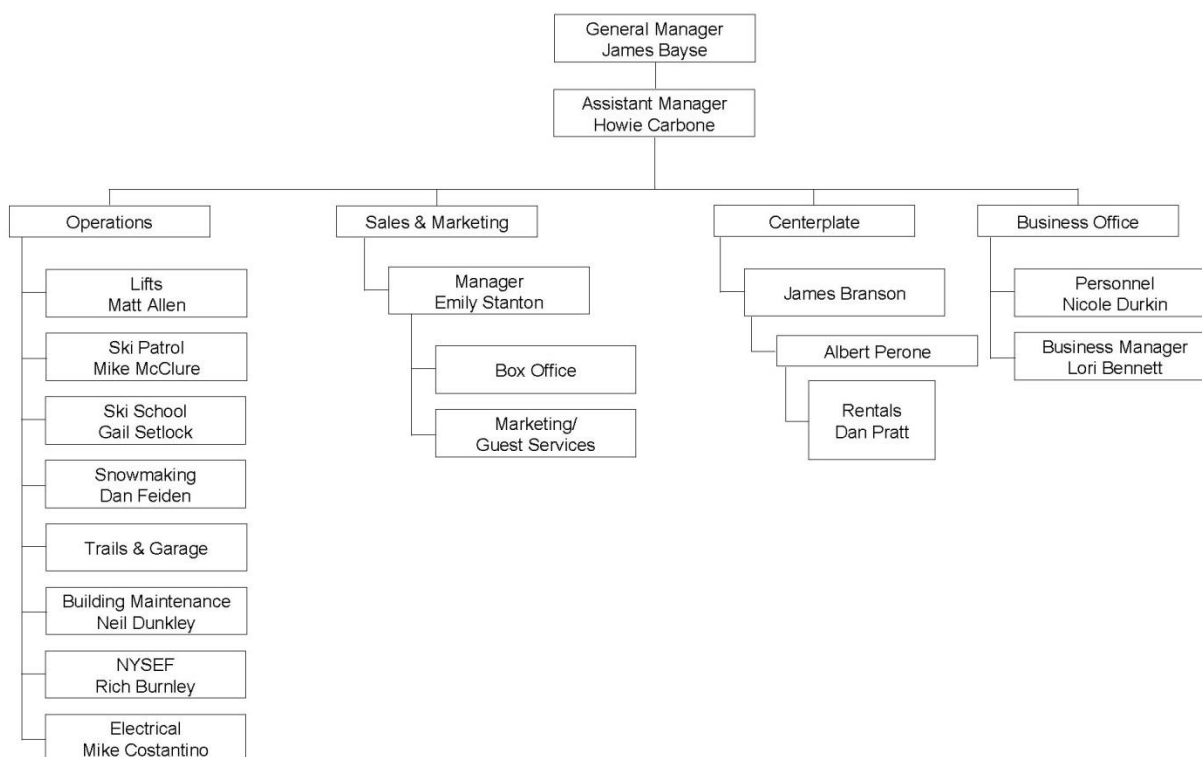 General Manager
James Bayse
Assistant Manager
Howie Carbone
Operations
Lifts
Matt Allen
Ski Patrol
Mike McClure
Ski School
Gail Setlock
Snowmaking
Dan Feiden
Trails & Garage
Building Maintenance
Neil Dunkley
NYSEF
Rich Burnley
Electrical
Mike Costantino
Sales & Marketing
Manager
Emily Stanton
Box Office
Marketing/
Guest Services
Centerplate
James Branson
Albert Perone
Rentals
Dan Pratt
Business Office
Personnel
Nicole Durkin
Business Manager
Lori Bennett